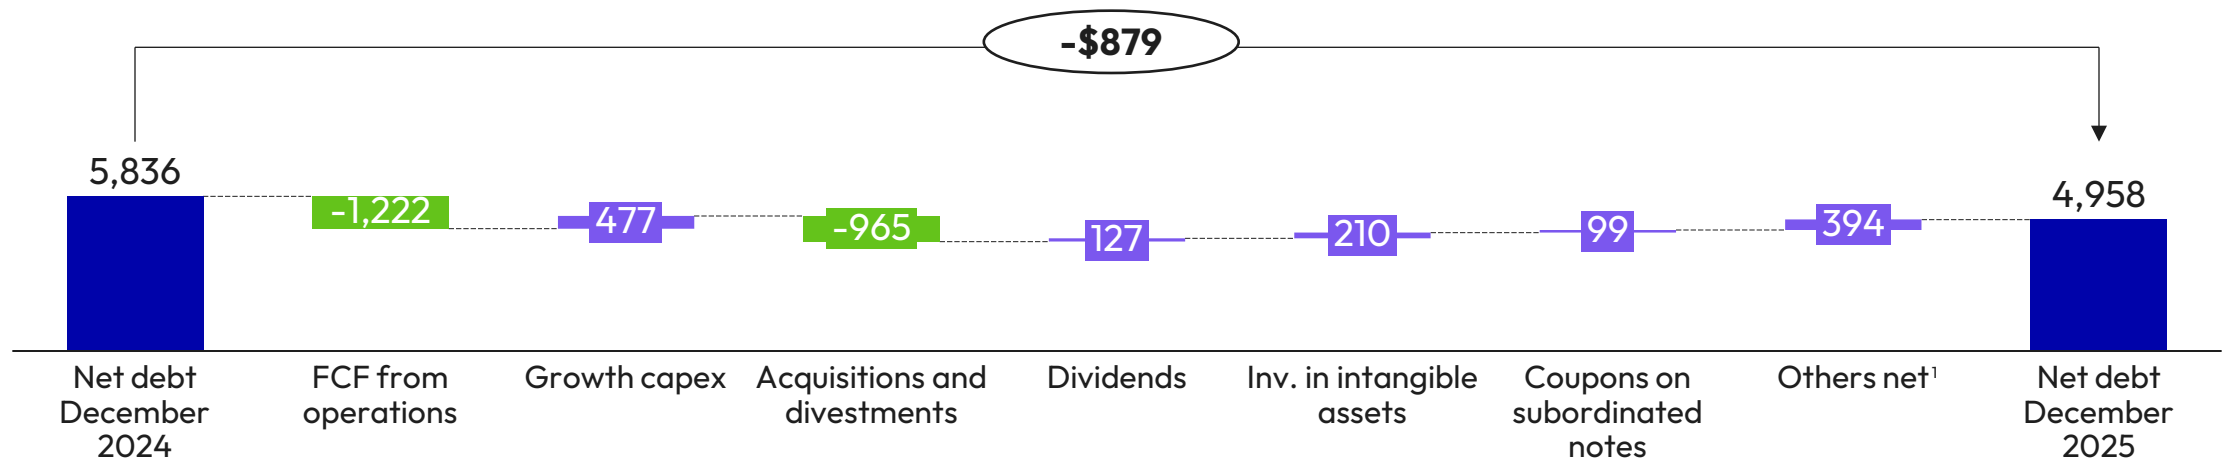 -$879
5,836
-1,222
477
-965
127
210
99
394
4,958
Net debt
December
2024
FCF from
operations
Growth capex
Acquisitions and
divestments
Dividends
Inv. in intangible
assets
Coupons on
subordinated
notes
Others net¹
Net debt
December
2025